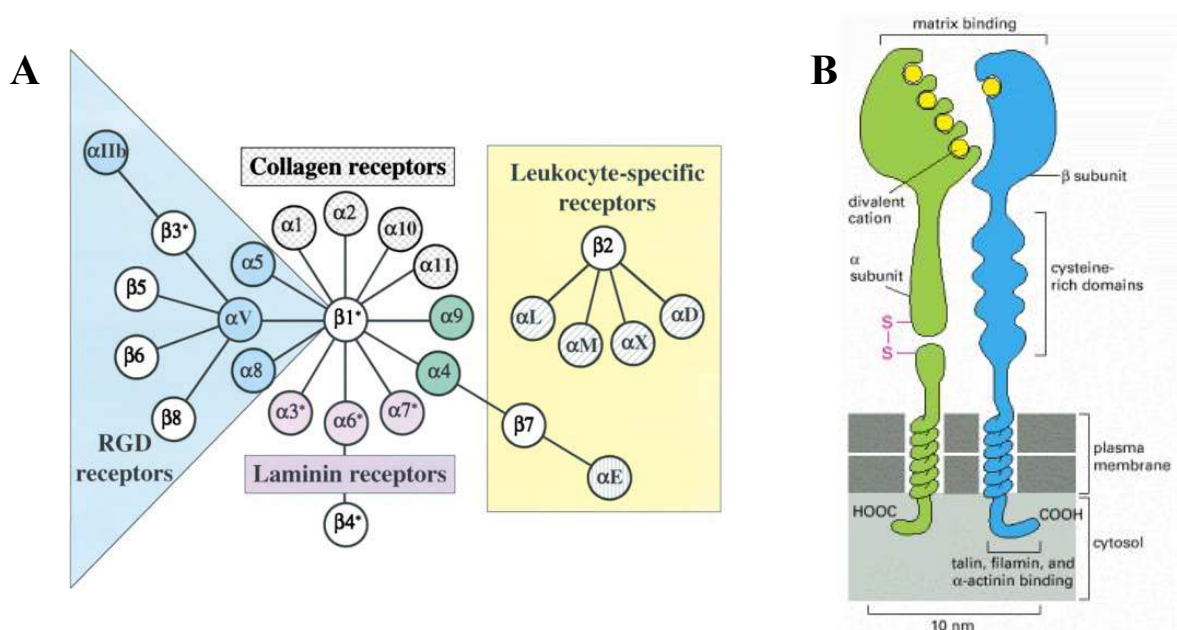 A
αIIb
β3*
β5
αV
β6
β8
RGD
receptors
α5
α8
Collagen receptors
α1
α2
α10
α11
β1*
α9
α4
α3*
α6*
α7*
Laminin receptors
β4*
Leukocyte-specific
receptors
β2
αL
αM
αX
αD
β7
αE
B
matrix binding
divalent
cation
β subunit
α
subunit
cysteine-
rich domains
S
S
plasma
membrane
HOOC
COOH
cytosol
talin, filamin, and
α-actinin binding
10 nm